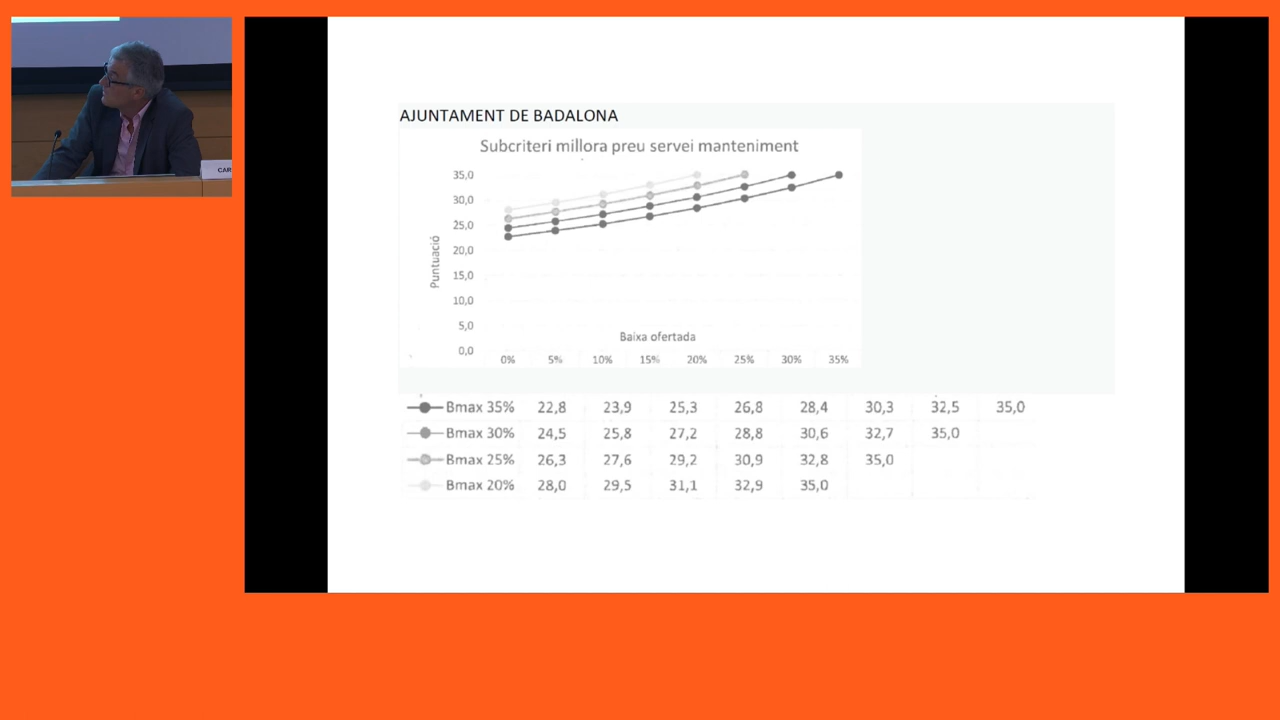 CAR
AJUNTAMENT DE BADALONA
Subcriteri millora preu servei manteniment
35,0
30,0
25,0
20,0
15,0
10,0
5,0
0,0
Puntuació
Baixa ofertada
0% 5% 10% 15% 20% 25% 30% 35%
Bmax 35% 22,8 23,9 25,3 26,8 28,4 30,3 32,5 35,0
Bmax 30% 24,5 25,8 27,2 28,8 30,6 32,7 35,0
Bmax 25% 26,3 27,6 29,2 30,9 32,8 35,0
Bmax 20% 28,0 29,5 31,1 32,9 35,0